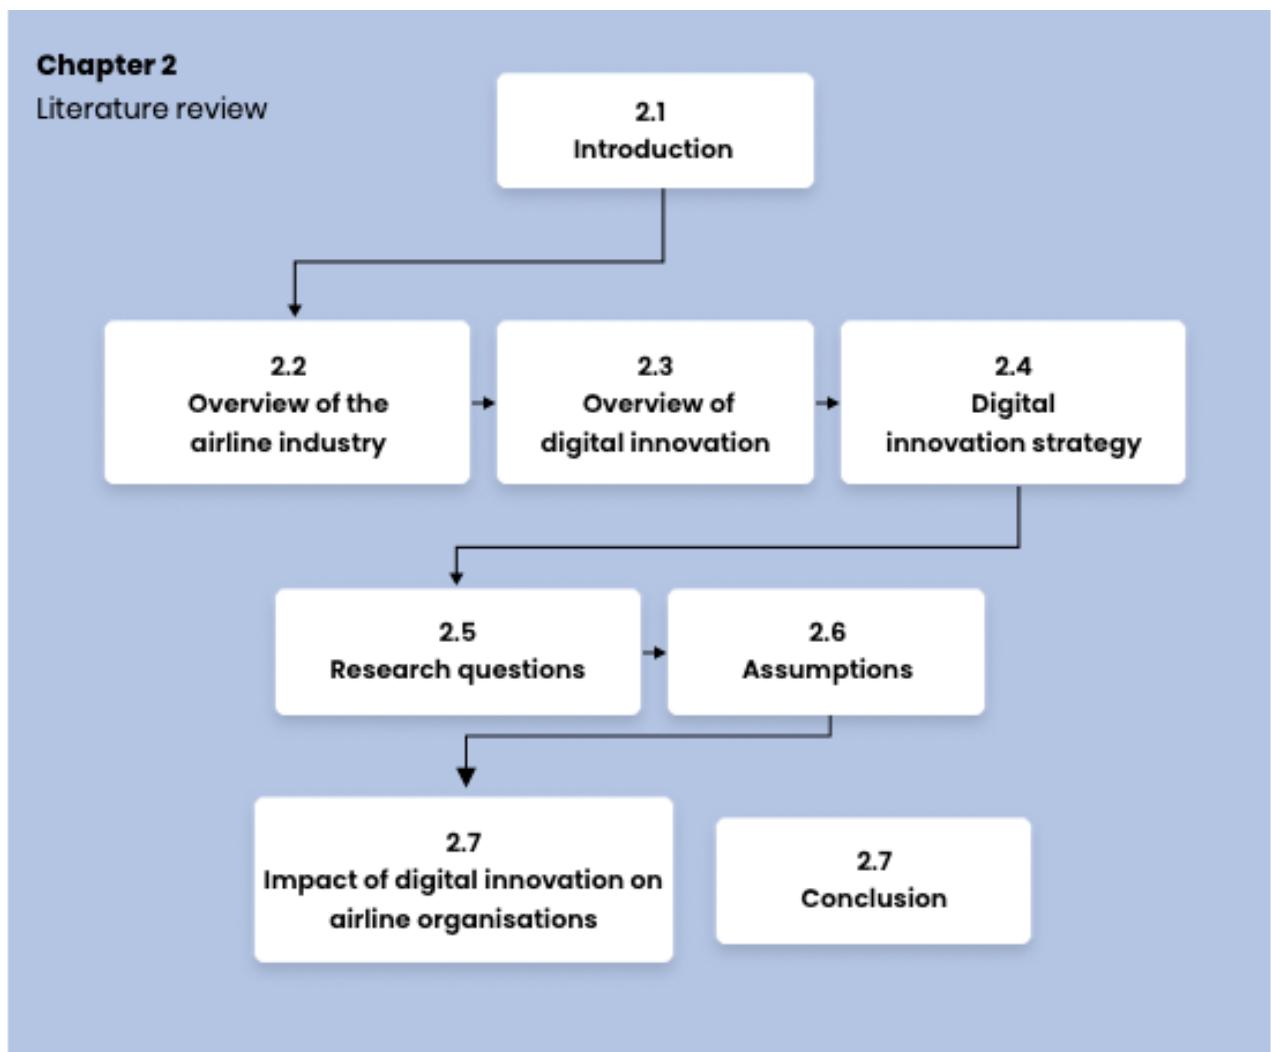 Chapter 2
Literature review
2.1
Introduction
2.2
Overview of the
airline industry
2.3
Overview of
digital innovation
2.4
Digital
innovation strategy
2.5
Research questions
2.6
Assumptions
2.7
Impact of digital innovation on
airline organisations
2.7
Conclusion